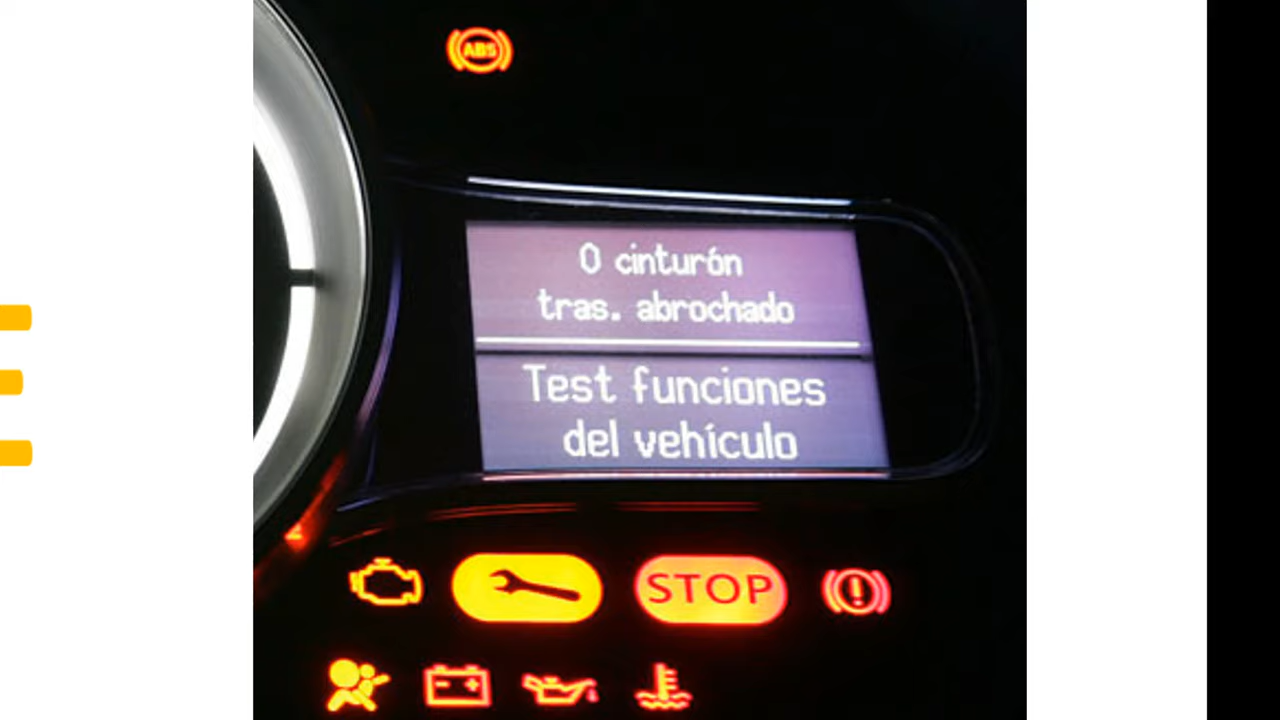 ABS
0 cinturón
tras. abrochado
Test funciones
del vehículo
STOP